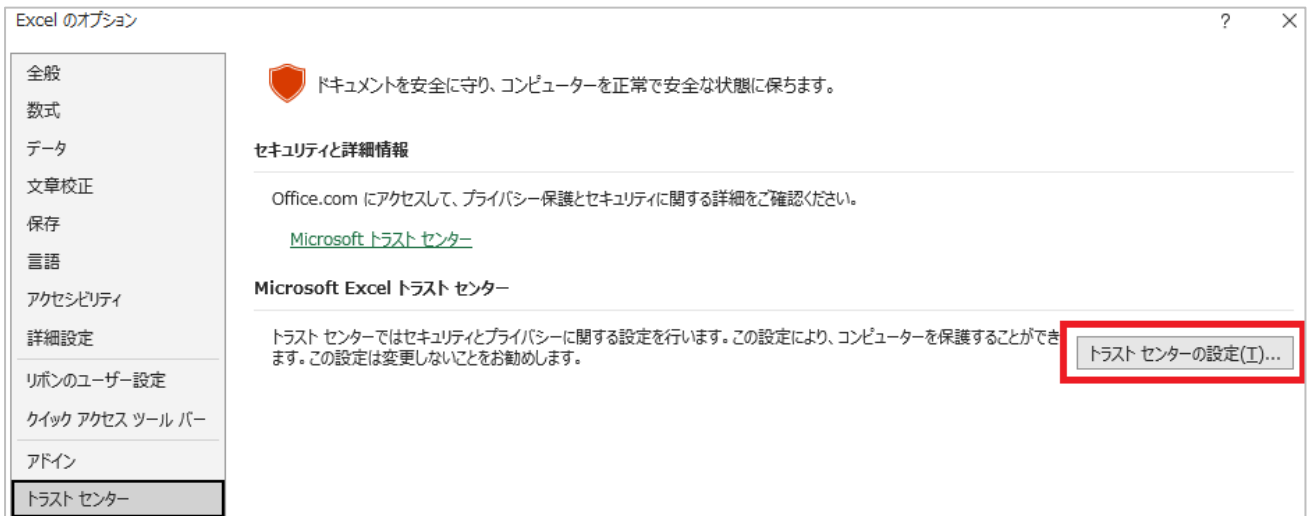 Excel のオプション
?
×
全般
数式
データ
文章校正
保存
言語
アクセシビリティ
詳細設定
リボンのユーザー設定
クイック アクセス ツール バー
アドイン
トラスト センター
ドキュメントを安全に守り、コンピューターを正常で安全な状態に保ちます。
セキュリティと詳細情報
Office.com にアクセスして、プライバシー保護とセキュリティに関する詳細をご確認ください。
Microsoft トラスト センター
Microsoft Excel トラスト センター
トラスト センターではセキュリティとプライバシーに関する設定を行います。この設定により、コンピューターを保護することができ
ます。この設定は変更しないことをお勧めします。
トラスト センターの設定(T)...